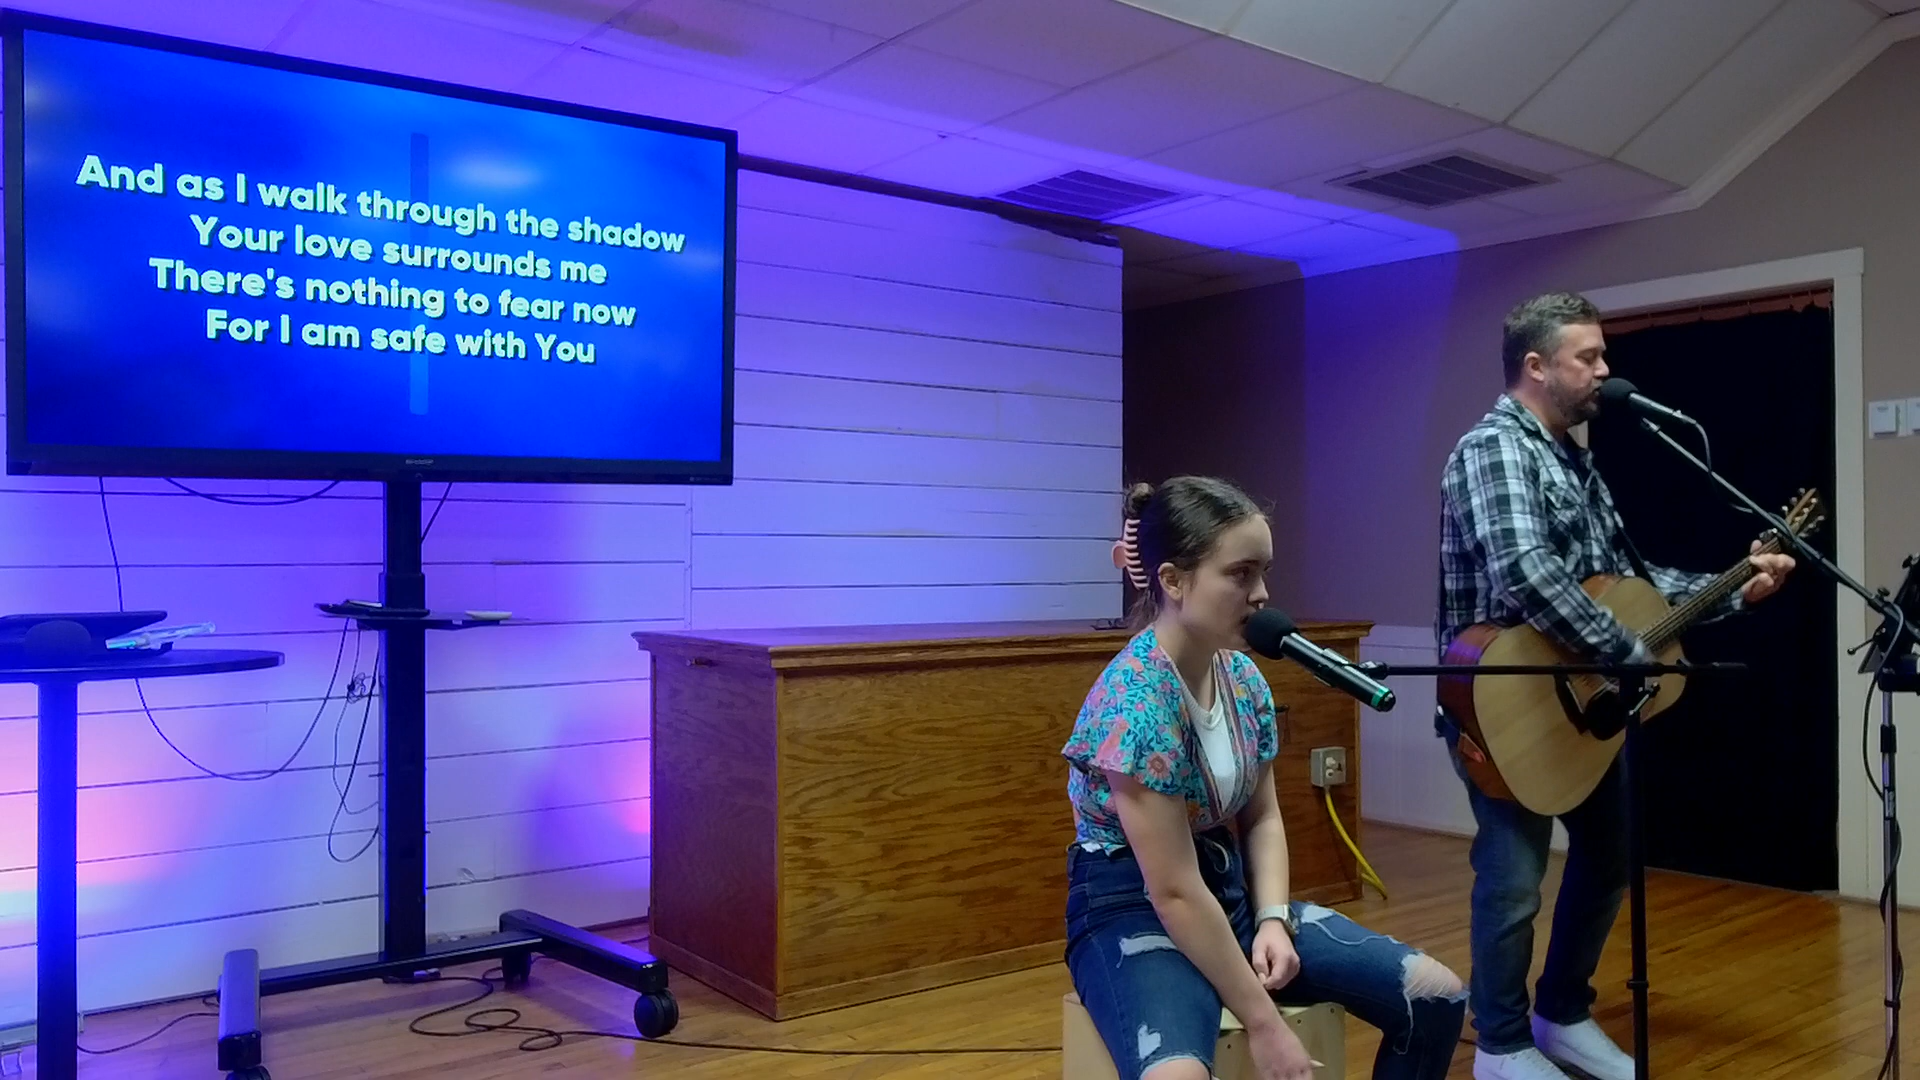 And as I walk through the shadow
Your love surrounds me
There's nothing to fear now
For I am safe with You